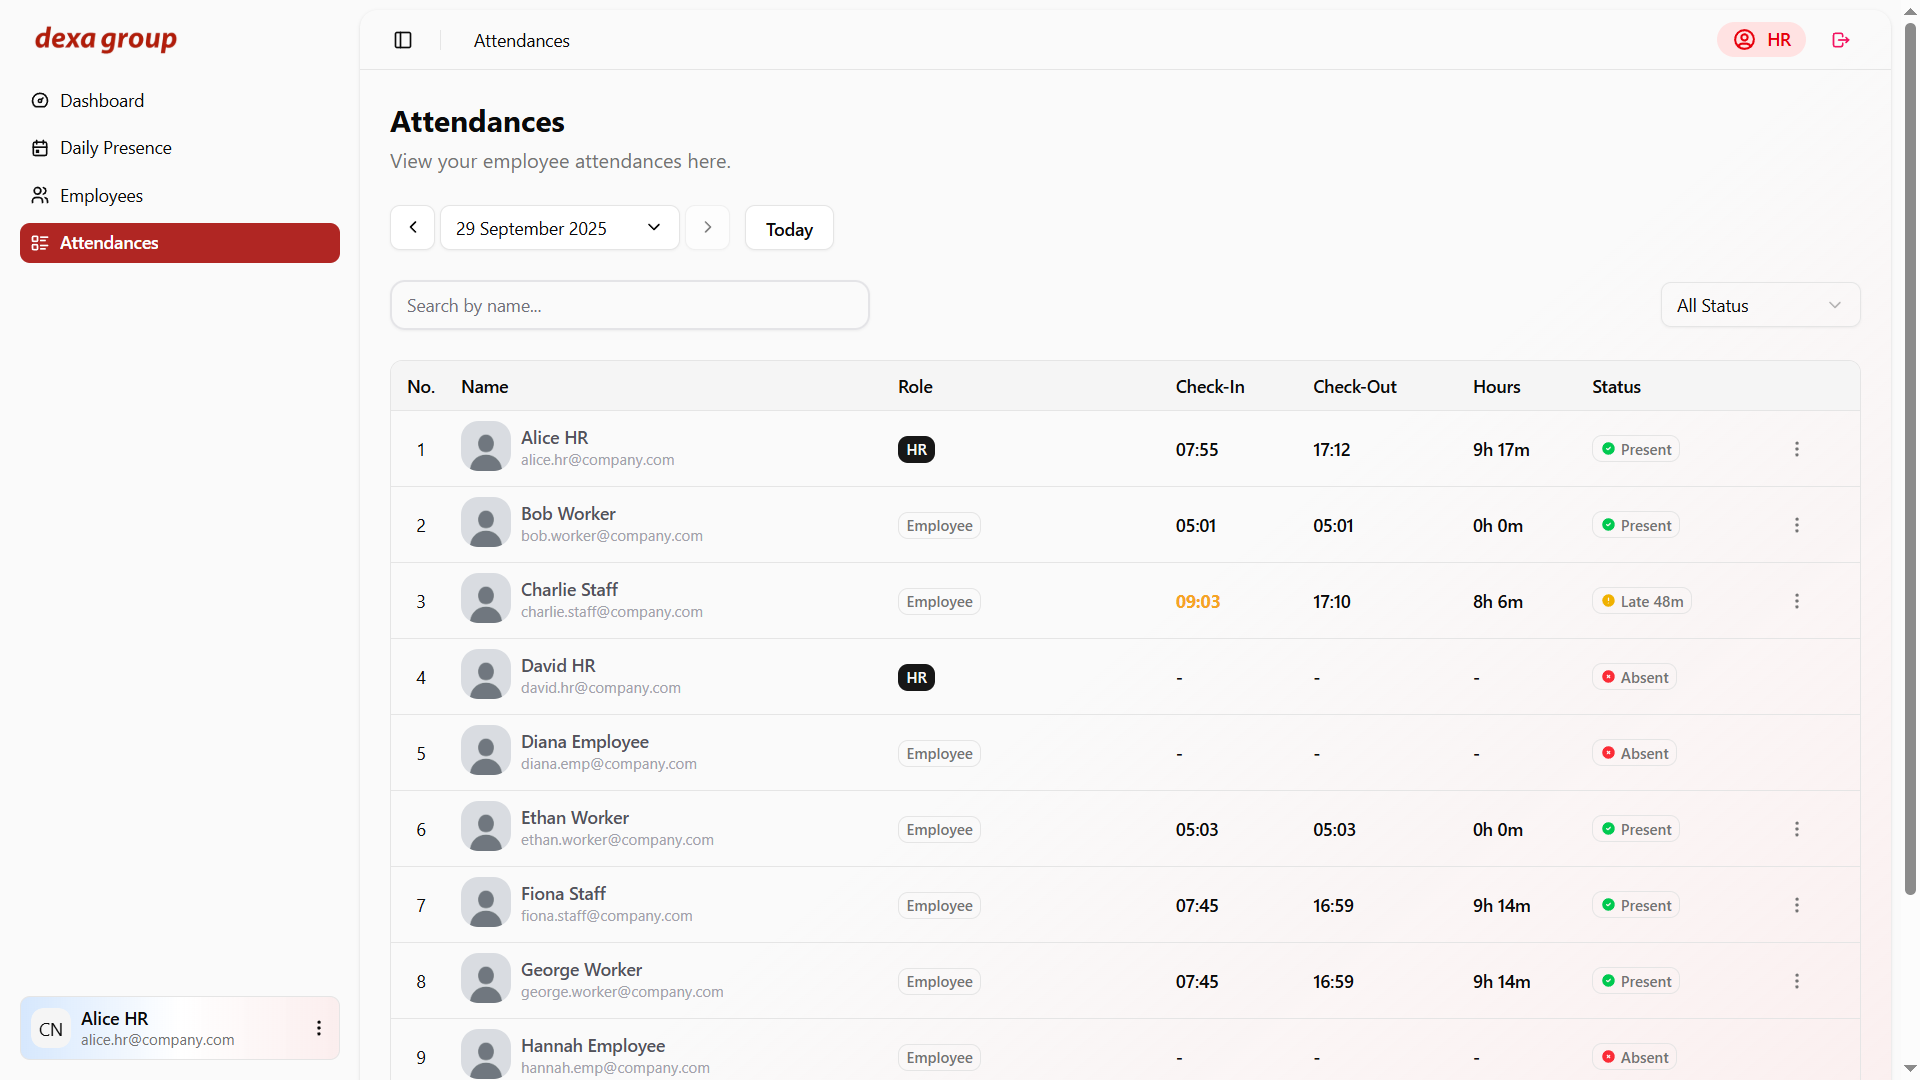 dexa group
Dashboard
Daily Presence
Employees
Attendances
CN
Alice HR
alice.hr@company.com
Attendances
HR
Attendances
View your employee attendances here.
29 September 2025
Today
Search by name...
All Status
No. Name Role Check-In Check-Out Hours Status
1 Alice HR alice.hr@company.com HR 07:55 17:12 9h 17m Present
2 Bob Worker bob.worker@company.com Employee 05:01 05:01 0h 0m Present
3 Charlie Staff charlie.staff@company.com Employee 09:03 17:10 8h 6m Late 48m
4 David HR david.hr@company.com HR - - - Absent
5 Diana Employee diana.emp@company.com Employee - - - Absent
6 Ethan Worker ethan.worker@company.com Employee 05:03 05:03 0h 0m Present
7 Fiona Staff fiona.staff@company.com Employee 07:45 16:59 9h 14m Present
8 George Worker george.worker@company.com Employee 07:45 16:59 9h 14m Present
9 Hannah Employee hannah.emp@company.com Employee - - - Absent